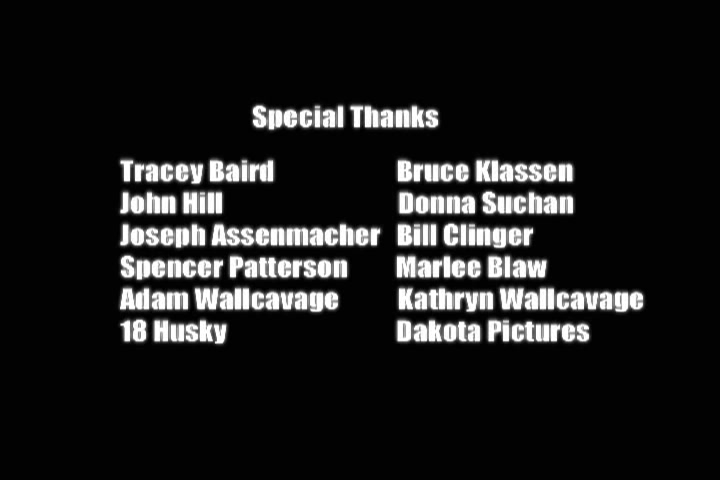 Special Thanks
Tracey Baird Bruce Klassen
John Hill Donna Suchan
Joseph Assenmacher Bill Clinger
Spencer Patterson Marlee Blaw
Adam Wallcavage Kathryn Wallcavage
18 Husky Dakota Pictures